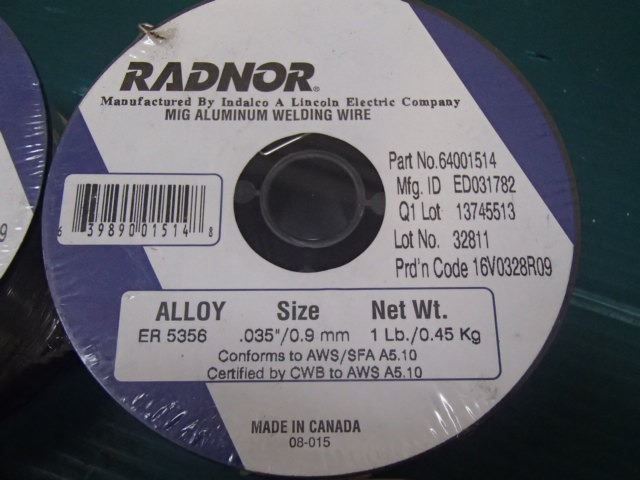 RADNOR®
Manufactured By Indalco A Lincoln Electric Company
MIG ALUMINUM WELDING WIRE
Part No.64001514
Mfg. ID ED031782
Q1 Lot 13745513
Lot No. 32811
Prd'n Code 16V0328R09
6 39890 01514 8
ALLOY Size Net Wt.
ER 5356 .035"/0.9 mm 1 Lb./0.45 Kg
Conforms to AWS/SFA A5.10
Certified by CWB to AWS A5.10
MADE IN CANADA
08-015
9